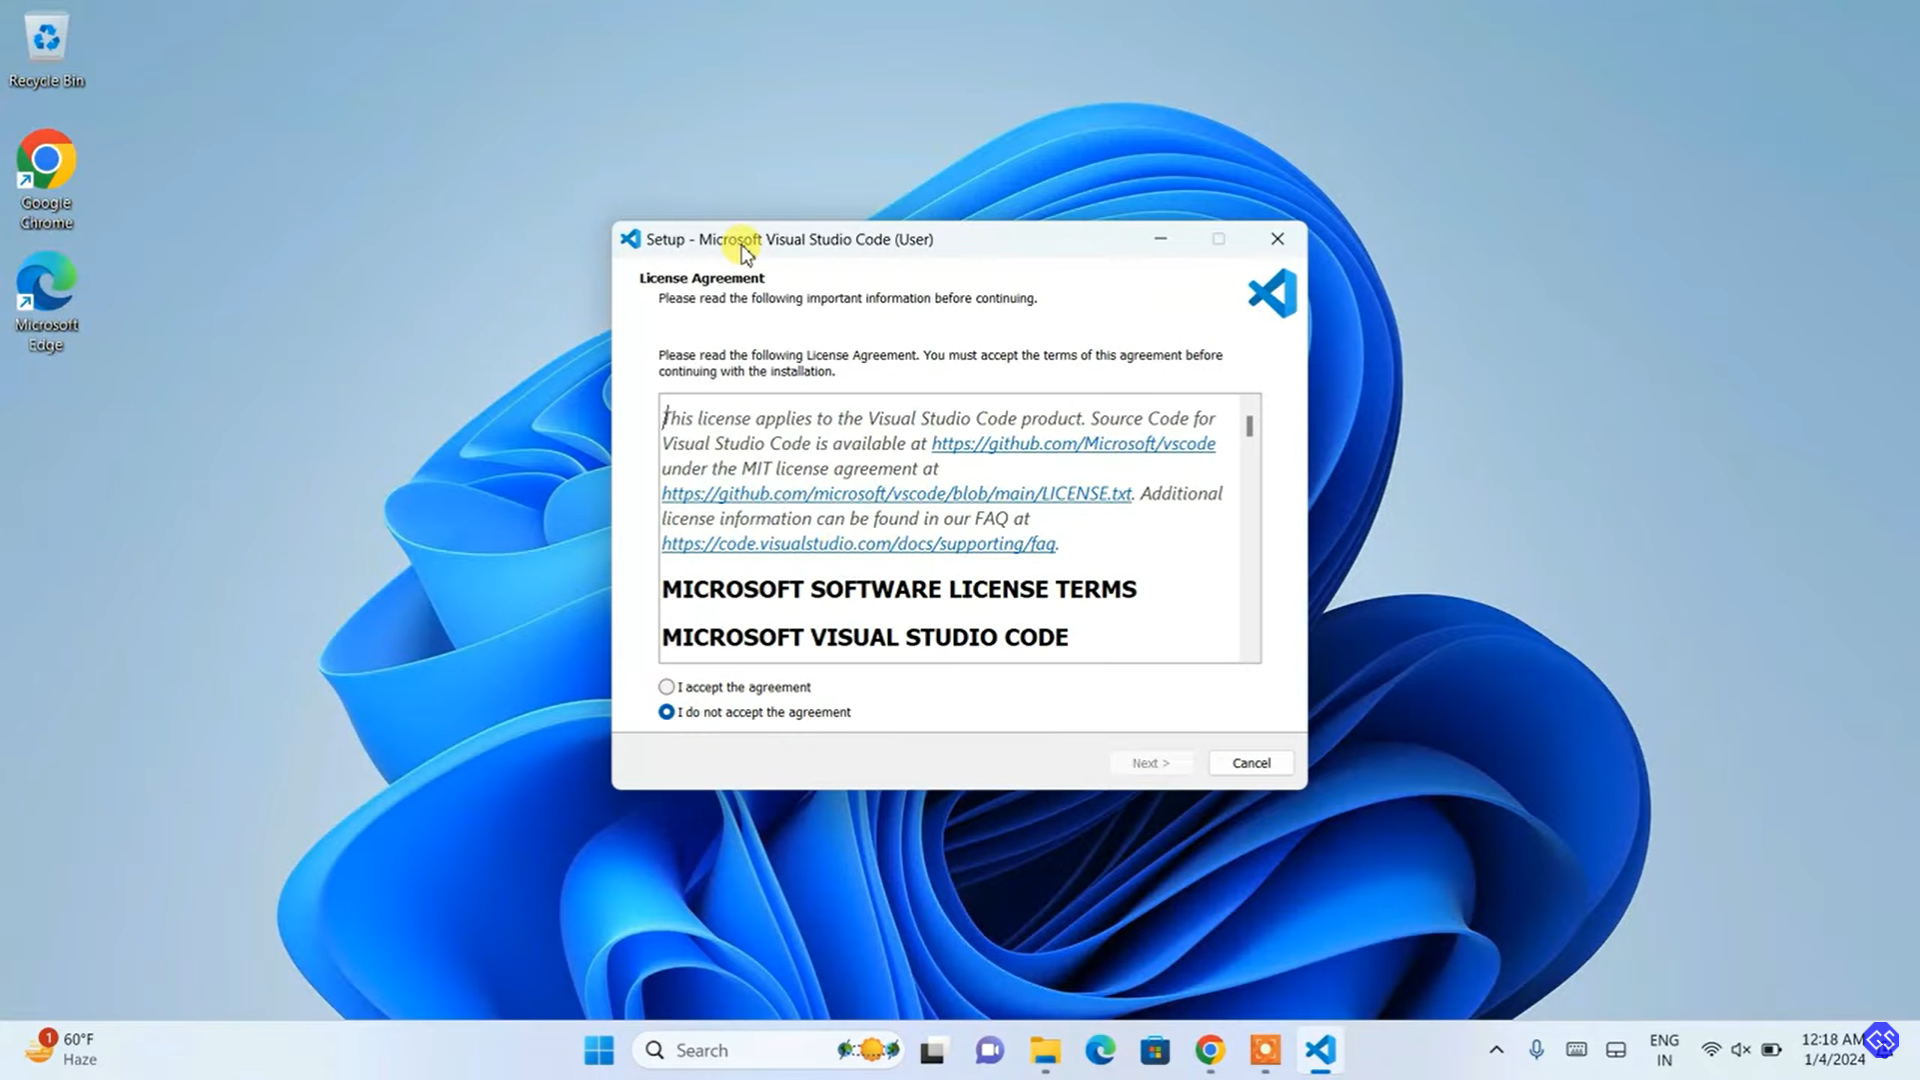 Recycle Bin
Google
Chrome
Microsoft
Edge
Setup - Microsoft Visual Studio Code (User)
License Agreement
Please read the following important information before continuing.
Please read the following License Agreement. You must accept the terms of this agreement before
continuing with the installation.
This license applies to the Visual Studio Code product. Source Code for
Visual Studio Code is available at https://github.com/Microsoft/vscode
under the MIT license agreement at
https://github.com/microsoft/vscode/blob/main/LICENSE.txt. Additional
license information can be found in our FAQ at
https://code.visualstudio.com/docs/supporting/faq.
MICROSOFT SOFTWARE LICENSE TERMS
MICROSOFT VISUAL STUDIO CODE
I accept the agreement
I do not accept the agreement
Next >
Cancel
1
60°F
Haze
Search
ENG
IN
12:18 AM
1/4/2024
GS